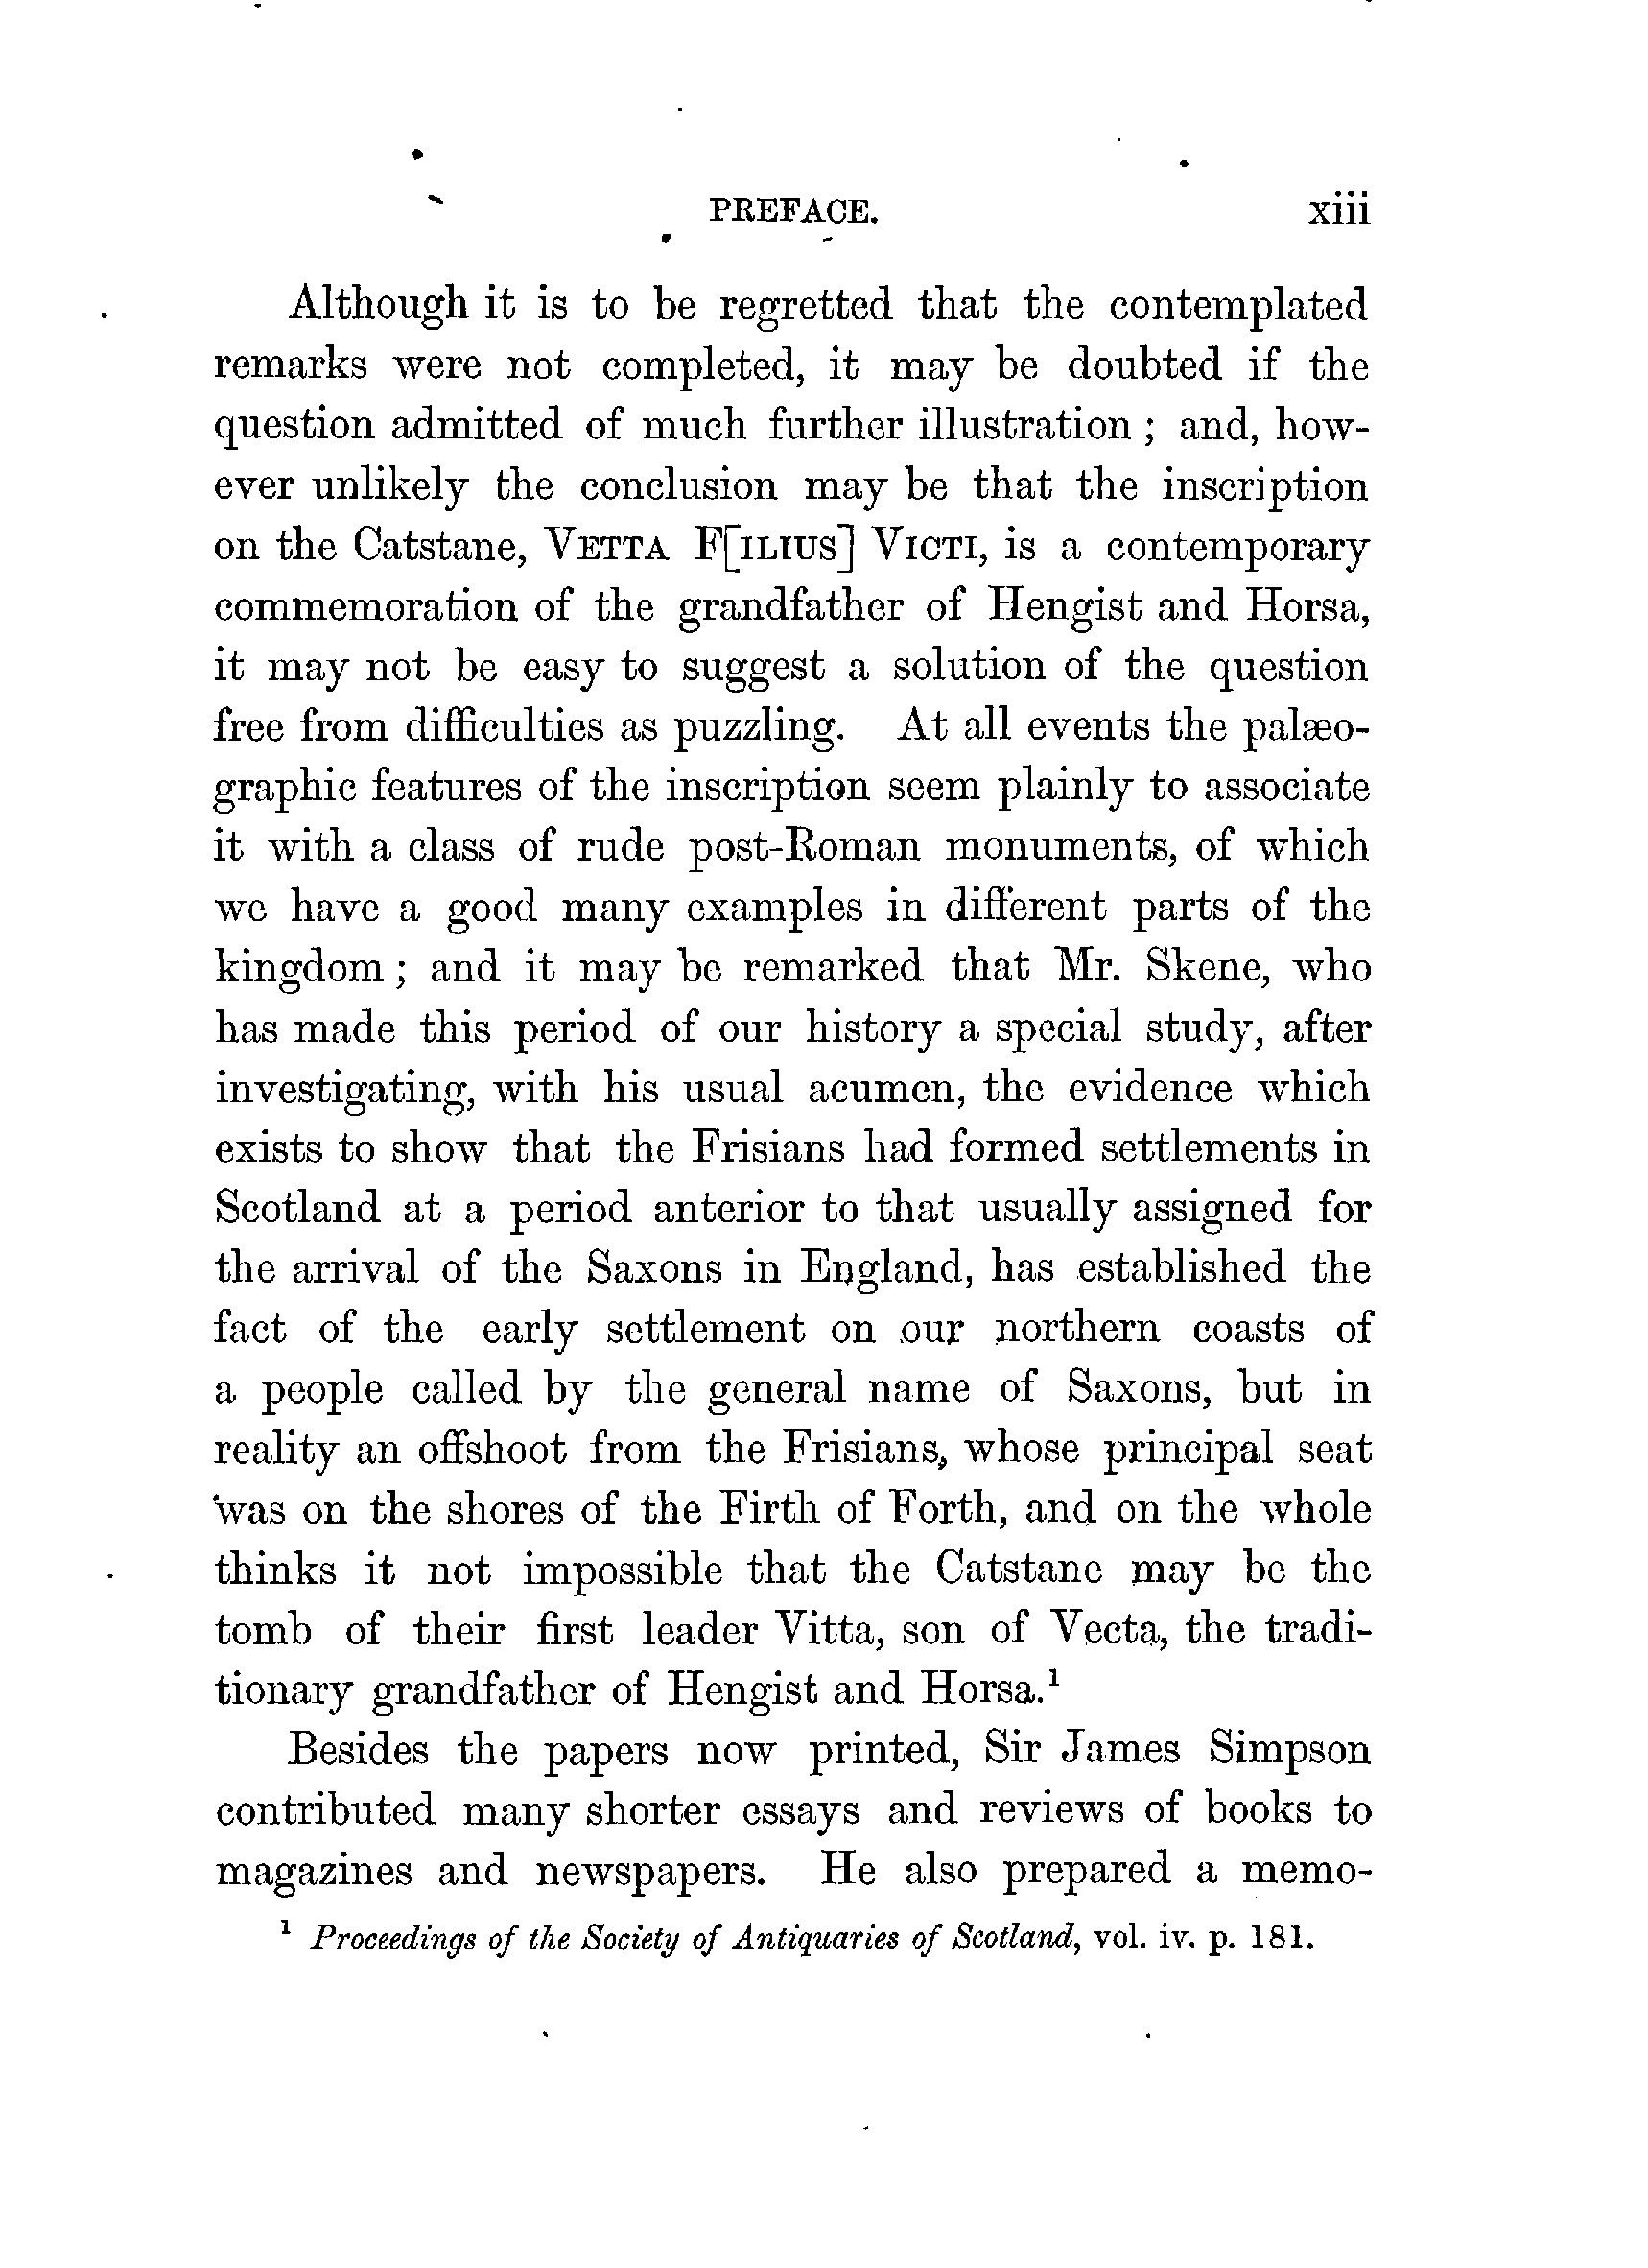 PREFACE. xiii
Although it is to be regretted that the contemplated
remarks were not completed, it may be doubted if the
question admitted of much further illustration ; and, how-
ever unlikely the conclusion may be that the inscription
on the Catstane, VETTA F[ILIUS] VICTI, is a contemporary
commemoration of the grandfather of Hengist and Horsa,
it may not be easy to suggest a solution of the question
free from difficulties as puzzling. At all events the palæo-
graphic features of the inscription seem plainly to associate
it with a class of rude post-Roman monuments, of which
we have a good many examples in different parts of the
kingdom ; and it may be remarked that Mr. Skene, who
has made this period of our history a special study, after
investigating, with his usual acumen, the evidence which
exists to show that the Frisians had formed settlements in
Scotland at a period anterior to that usually assigned for
the arrival of the Saxons in England, has established the
fact of the early settlement on our northern coasts of
a people called by the general name of Saxons, but in
reality an offshoot from the Frisians, whose principal seat
was on the shores of the Firth of Forth, and on the whole
thinks it not impossible that the Catstane may be the
tomb of their first leader Vitta, son of Vecta, the tradi-
tionary grandfather of Hengist and Horsa.¹
Besides the papers now printed, Sir James Simpson
contributed many shorter essays and reviews of books to
magazines and newspapers. He also prepared a memo-
¹ Proceedings of the Society of Antiquaries of Scotland, vol. iv. p. 181.